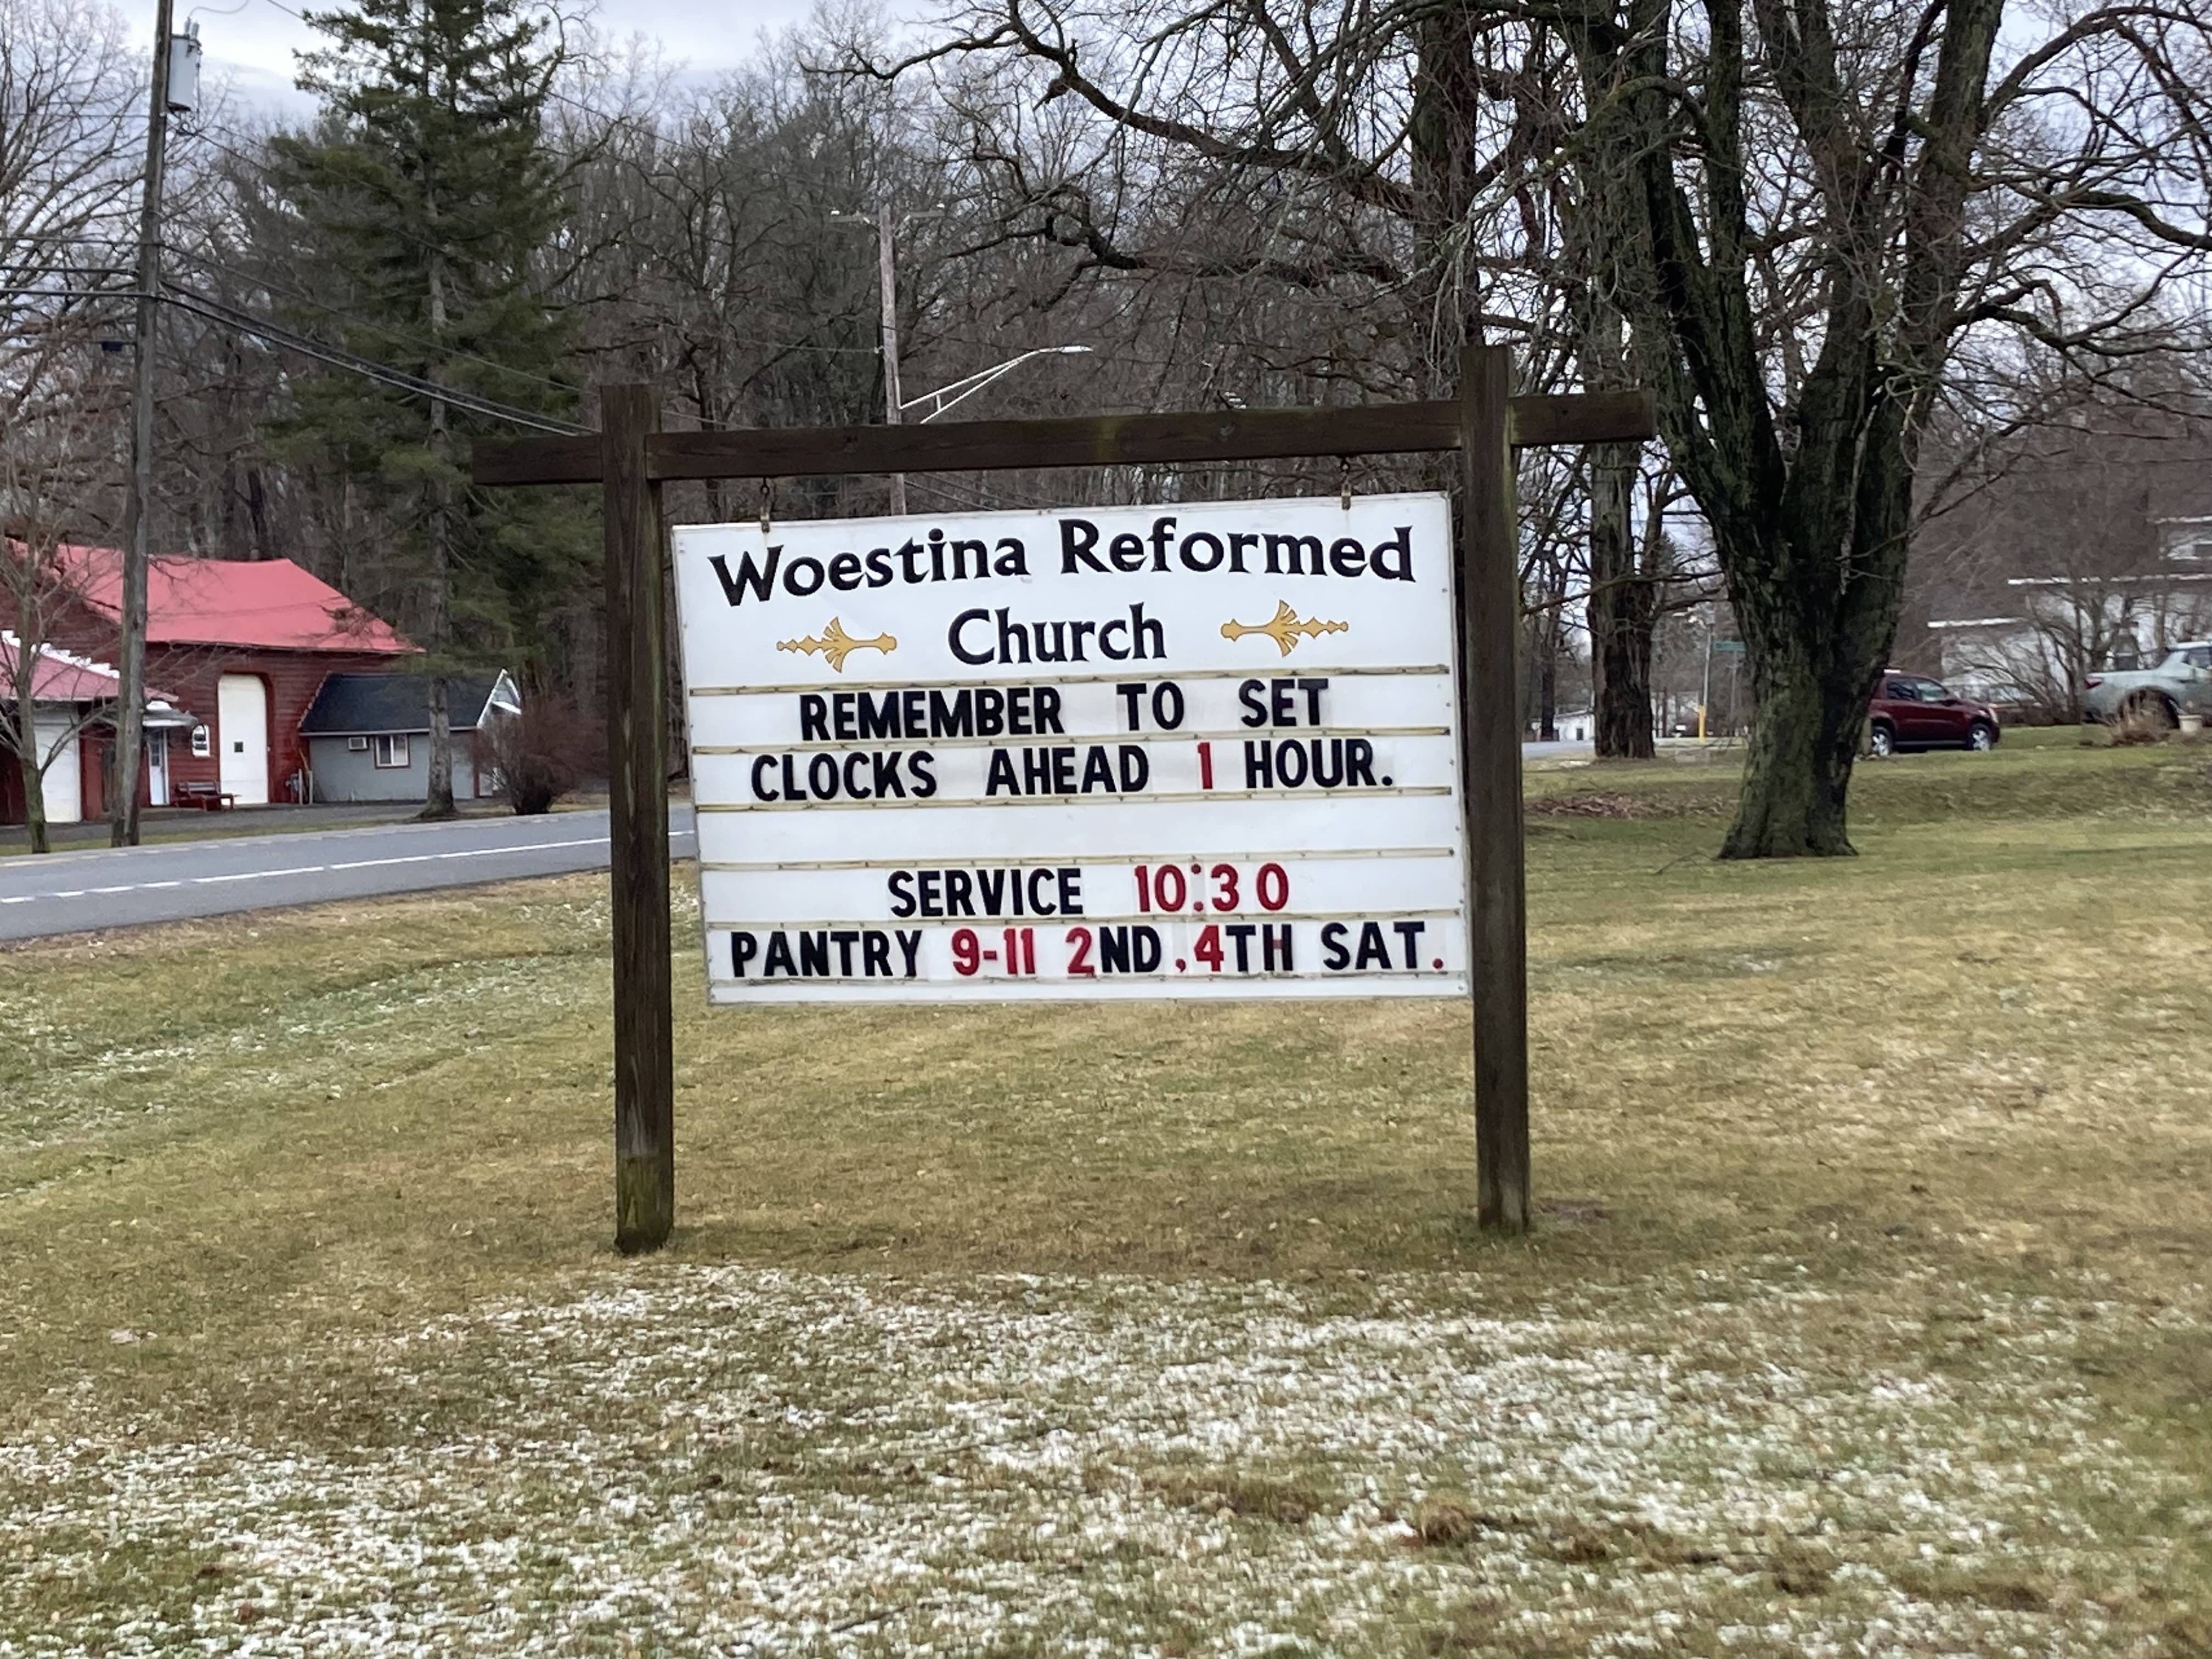 Woestina Reformed
Church
REMEMBER TO SET
CLOCKS AHEAD 1 HOUR.
SERVICE 10:30
PANTRY 9-11 2ND,4TH SAT.